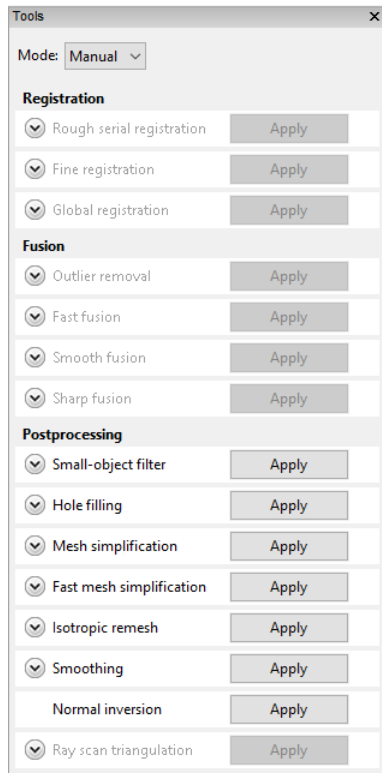 Tools
Mode: Manual
Registration
Rough serial registration Apply
Fine registration Apply
Global registration Apply
Fusion
Outlier removal Apply
Fast fusion Apply
Smooth fusion Apply
Sharp fusion Apply
Postprocessing
Small-object filter Apply
Hole filling Apply
Mesh simplification Apply
Fast mesh simplification Apply
Isotropic remesh Apply
Smoothing Apply
Normal inversion Apply
Ray scan triangulation Apply